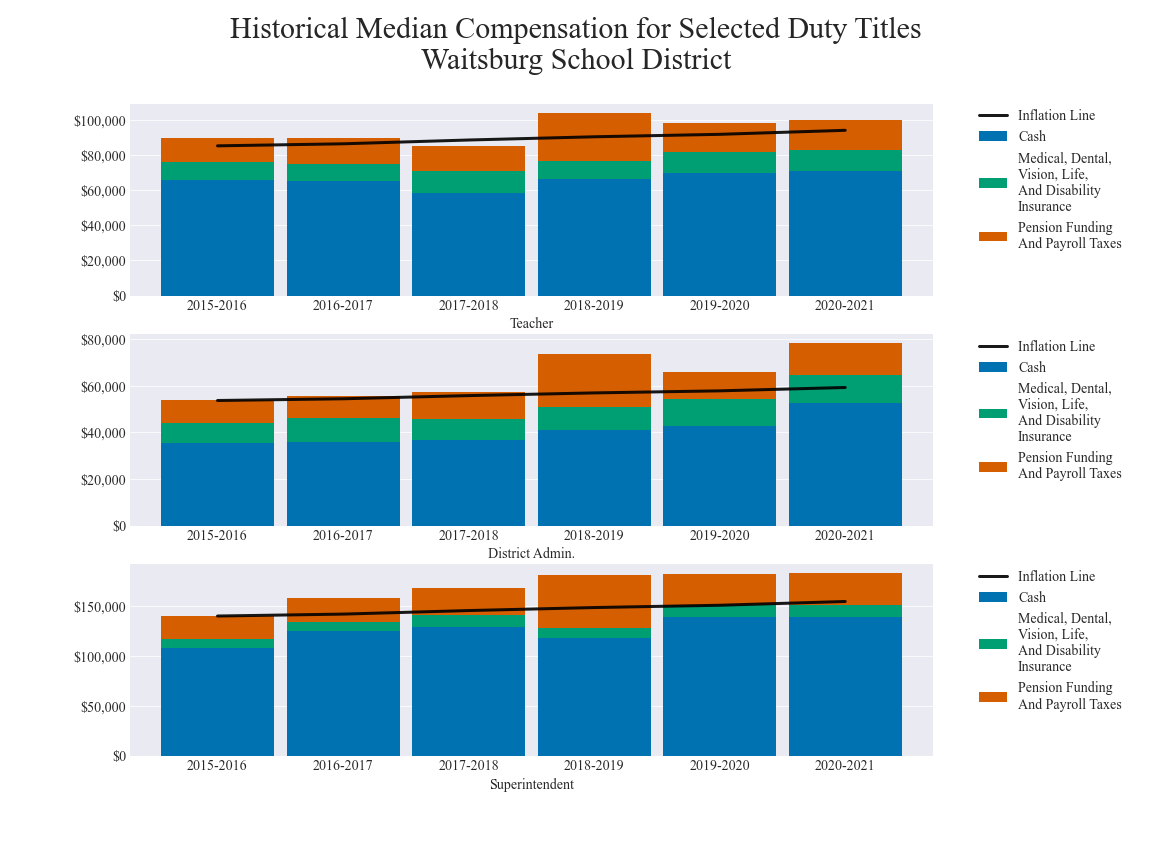 Historical Median Compensation for Selected Duty Titles
Waitsburg School District
$100,000
$80,000
$60,000
$40,000
$20,000
$0
2015-2016
2016-2017
2017-2018
2018-2019
2019-2020
2020-2021
Teacher
Inflation Line
Cash
Medical, Dental,
Vision, Life,
And Disability
Insurance
Pension Funding
And Payroll Taxes
$80,000
$60,000
$40,000
$20,000
$0
2015-2016
2016-2017
2017-2018
2018-2019
2019-2020
2020-2021
District Admin.
Inflation Line
Cash
Medical, Dental,
Vision, Life,
And Disability
Insurance
Pension Funding
And Payroll Taxes
$150,000
$100,000
$50,000
$0
2015-2016
2016-2017
2017-2018
2018-2019
2019-2020
2020-2021
Superintendent
Inflation Line
Cash
Medical, Dental,
Vision, Life,
And Disability
Insurance
Pension Funding
And Payroll Taxes